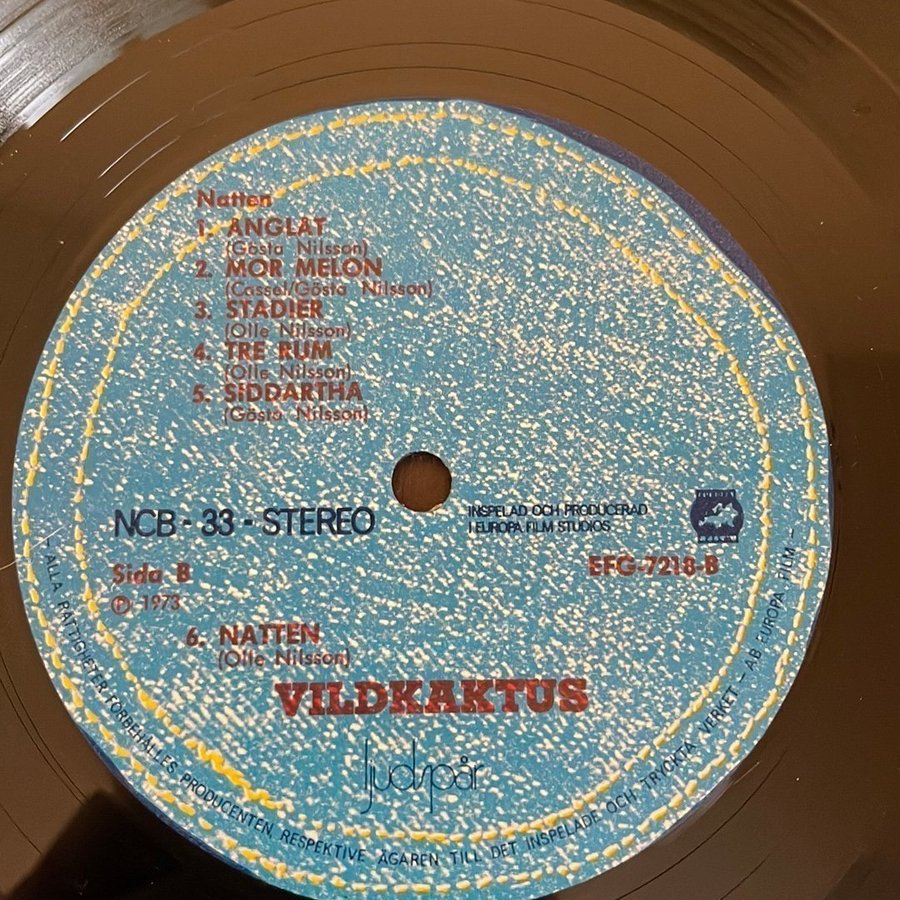 Natten
1. ÄNGLAT
(Gösta Nilsson)
2. MOR MELON
(Cassel/Gösta Nilsson)
3. STADIER
(Olle Nilsson)
4. TRE RUM
(Olle Nilsson)
5. SIDDARTHA
(Gösta Nilsson)
NCB - 33 - STEREO
INSPELAD OCH PRODUCERAD
I EUROPA FILM STUDIOS
Sida B
EFG-7218-B
Ⓟ 1973
6. NATTEN
(Olle Nilsson)
VILDKAKTUS
ljudspår
- ALLA RÄTTIGHETER FÖRBEHÅLLES PRODUCENTEN RESPEKTIVE ÄGAREN TILL DET INSPELADE OCH TRYCKTA VERKET - AB EUROPA FILM -